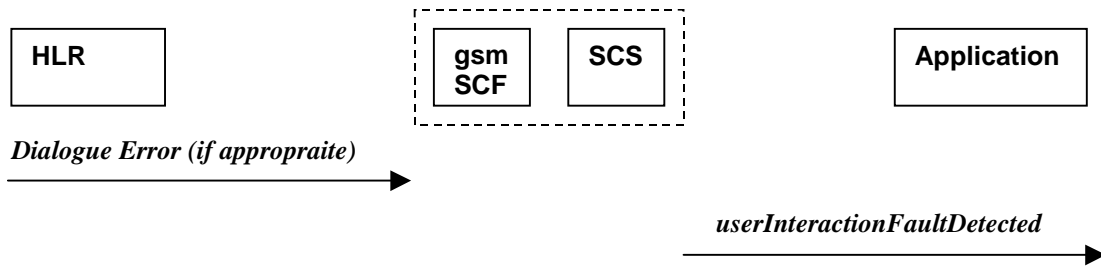 HLR
gsm
SCF
SCS
Application
Dialogue Error (if appropraite)
userInteractionFaultDetected